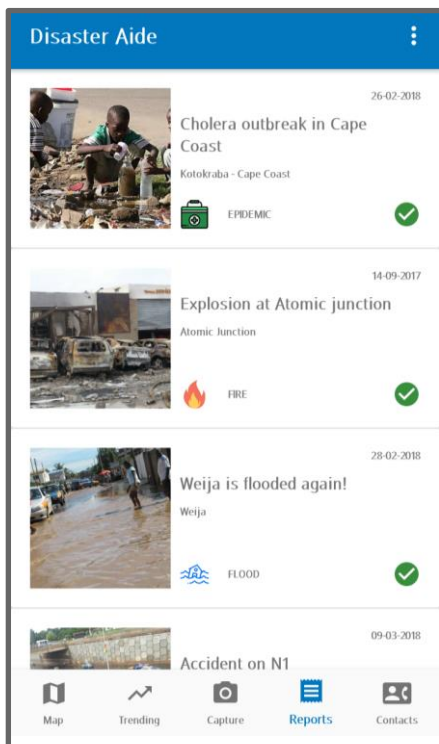 Disaster Aide
26-02-2018
Cholera outbreak in Cape
Coast
Kotokraba - Cape Coast
EPIDEMIC
14-09-2017
Explosion at Atomic junction
Atomic Junction
FIRE
28-02-2018
Weija is flooded again!
Weija
FLOOD
09-03-2018
Accident on N1
Map
Trending
Capture
Reports
Contacts